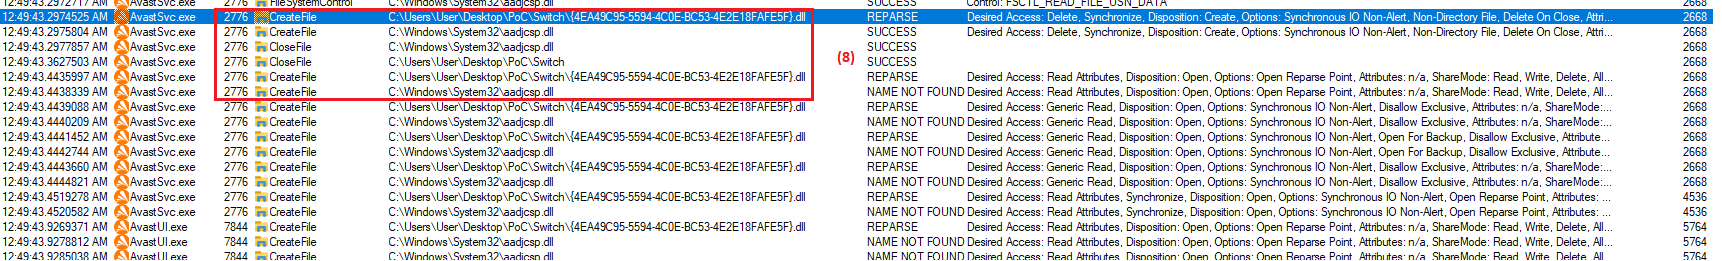 12:49:43.2972717 AM AvastSvc.exe 2776 FileSystemControl C:\Users\User\Desktop\PoC\Switch SUCCESS Control: FSCTL_READ_FILE_USN_DATA 2668
12:49:43.2974525 AM AvastSvc.exe 2776 CreateFile C:\Users\User\Desktop\PoC\Switch\{4EA49C95-5594-4C0E-BC53-4E2E18FAFE5F}.dll REPARSE Desired Access: Delete, Synchronize, Disposition: Create, Options: Synchronous IO Non-Alert, Non-Directory File, Delete On Close, Attri... 2668
12:49:43.2975804 AM AvastSvc.exe 2776 CreateFile C:\Windows\System32\aadjcsp.dll SUCCESS Desired Access: Delete, Synchronize, Disposition: Create, Options: Synchronous IO Non-Alert, Non-Directory File, Delete On Close, Attri... 2668
12:49:43.2977857 AM AvastSvc.exe 2776 CloseFile C:\Windows\System32\aadjcsp.dll SUCCESS 2668
12:49:43.3627503 AM AvastSvc.exe 2776 CloseFile C:\Users\User\Desktop\PoC\Switch (8) SUCCESS 2668
12:49:43.4435997 AM AvastSvc.exe 2776 CreateFile C:\Users\User\Desktop\PoC\Switch\{4EA49C95-5594-4C0E-BC53-4E2E18FAFE5F}.dll REPARSE Desired Access: Read Attributes, Disposition: Open, Options: Open Reparse Point, Attributes: n/a, ShareMode: Read, Write, Delete, All... 2668
12:49:43.4438339 AM AvastSvc.exe 2776 CreateFile C:\Windows\System32\aadjcsp.dll NAME NOT FOUND Desired Access: Read Attributes, Disposition: Open, Options: Open Reparse Point, Attributes: n/a, ShareMode: Read, Write, Delete, All... 2668
12:49:43.4439088 AM AvastSvc.exe 2776 CreateFile C:\Users\User\Desktop\PoC\Switch\{4EA49C95-5594-4C0E-BC53-4E2E18FAFE5F}.dll REPARSE Desired Access: Generic Read, Disposition: Open, Options: Synchronous IO Non-Alert, Disallow Exclusive, Attributes: n/a, ShareMode:... 2668
12:49:43.4440209 AM AvastSvc.exe 2776 CreateFile C:\Windows\System32\aadjcsp.dll NAME NOT FOUND Desired Access: Generic Read, Disposition: Open, Options: Synchronous IO Non-Alert, Disallow Exclusive, Attributes: n/a, ShareMode:... 2668
12:49:43.4441452 AM AvastSvc.exe 2776 CreateFile C:\Users\User\Desktop\PoC\Switch\{4EA49C95-5594-4C0E-BC53-4E2E18FAFE5F}.dll REPARSE Desired Access: Generic Read, Disposition: Open, Options: Synchronous IO Non-Alert, Open For Backup, Disallow Exclusive, Attribute... 2668
12:49:43.4442744 AM AvastSvc.exe 2776 CreateFile C:\Windows\System32\aadjcsp.dll NAME NOT FOUND Desired Access: Generic Read, Disposition: Open, Options: Synchronous IO Non-Alert, Open For Backup, Disallow Exclusive, Attribute... 2668
12:49:43.4443660 AM AvastSvc.exe 2776 CreateFile C:\Users\User\Desktop\PoC\Switch\{4EA49C95-5594-4C0E-BC53-4E2E18FAFE5F}.dll REPARSE Desired Access: Generic Read, Disposition: Open, Options: Synchronous IO Non-Alert, Disallow Exclusive, Attributes: n/a, ShareMode:... 2668
12:49:43.4444821 AM AvastSvc.exe 2776 CreateFile C:\Windows\System32\aadjcsp.dll NAME NOT FOUND Desired Access: Generic Read, Disposition: Open, Options: Synchronous IO Non-Alert, Disallow Exclusive, Attributes: n/a, ShareMode:... 2668
12:49:43.4519278 AM AvastSvc.exe 2776 CreateFile C:\Users\User\Desktop\PoC\Switch\{4EA49C95-5594-4C0E-BC53-4E2E18FAFE5F}.dll REPARSE Desired Access: Read Attributes, Synchronize, Disposition: Open, Options: Synchronous IO Non-Alert, Open Reparse Point, Attributes: ... 4536
12:49:43.4520582 AM AvastSvc.exe 2776 CreateFile C:\Windows\System32\aadjcsp.dll NAME NOT FOUND Desired Access: Read Attributes, Synchronize, Disposition: Open, Options: Synchronous IO Non-Alert, Open Reparse Point, Attributes: ... 4536
12:49:43.9269371 AM AvastUI.exe 7844 CreateFile C:\Users\User\Desktop\PoC\Switch\{4EA49C95-5594-4C0E-BC53-4E2E18FAFE5F}.dll REPARSE Desired Access: Read Attributes, Disposition: Open, Options: Open Reparse Point, Attributes: n/a, ShareMode: Read, Write, Delete, All... 5764
12:49:43.9278812 AM AvastUI.exe 7844 CreateFile C:\Windows\System32\aadjcsp.dll NAME NOT FOUND Desired Access: Read Attributes, Disposition: Open, Options: Open Reparse Point, Attributes: n/a, ShareMode: Read, Write, Delete, All... 5764
12:49:43.9285038 AM AvastUI.exe 7844 CreateFile C:\Windows\System32\aadjcsp.dll NAME NOT FOUND Desired Access: Read Attributes, Disposition: Open, Options: Open Reparse Point, Attributes: n/a, ShareMode: Read, Write, Delete, All... 5764